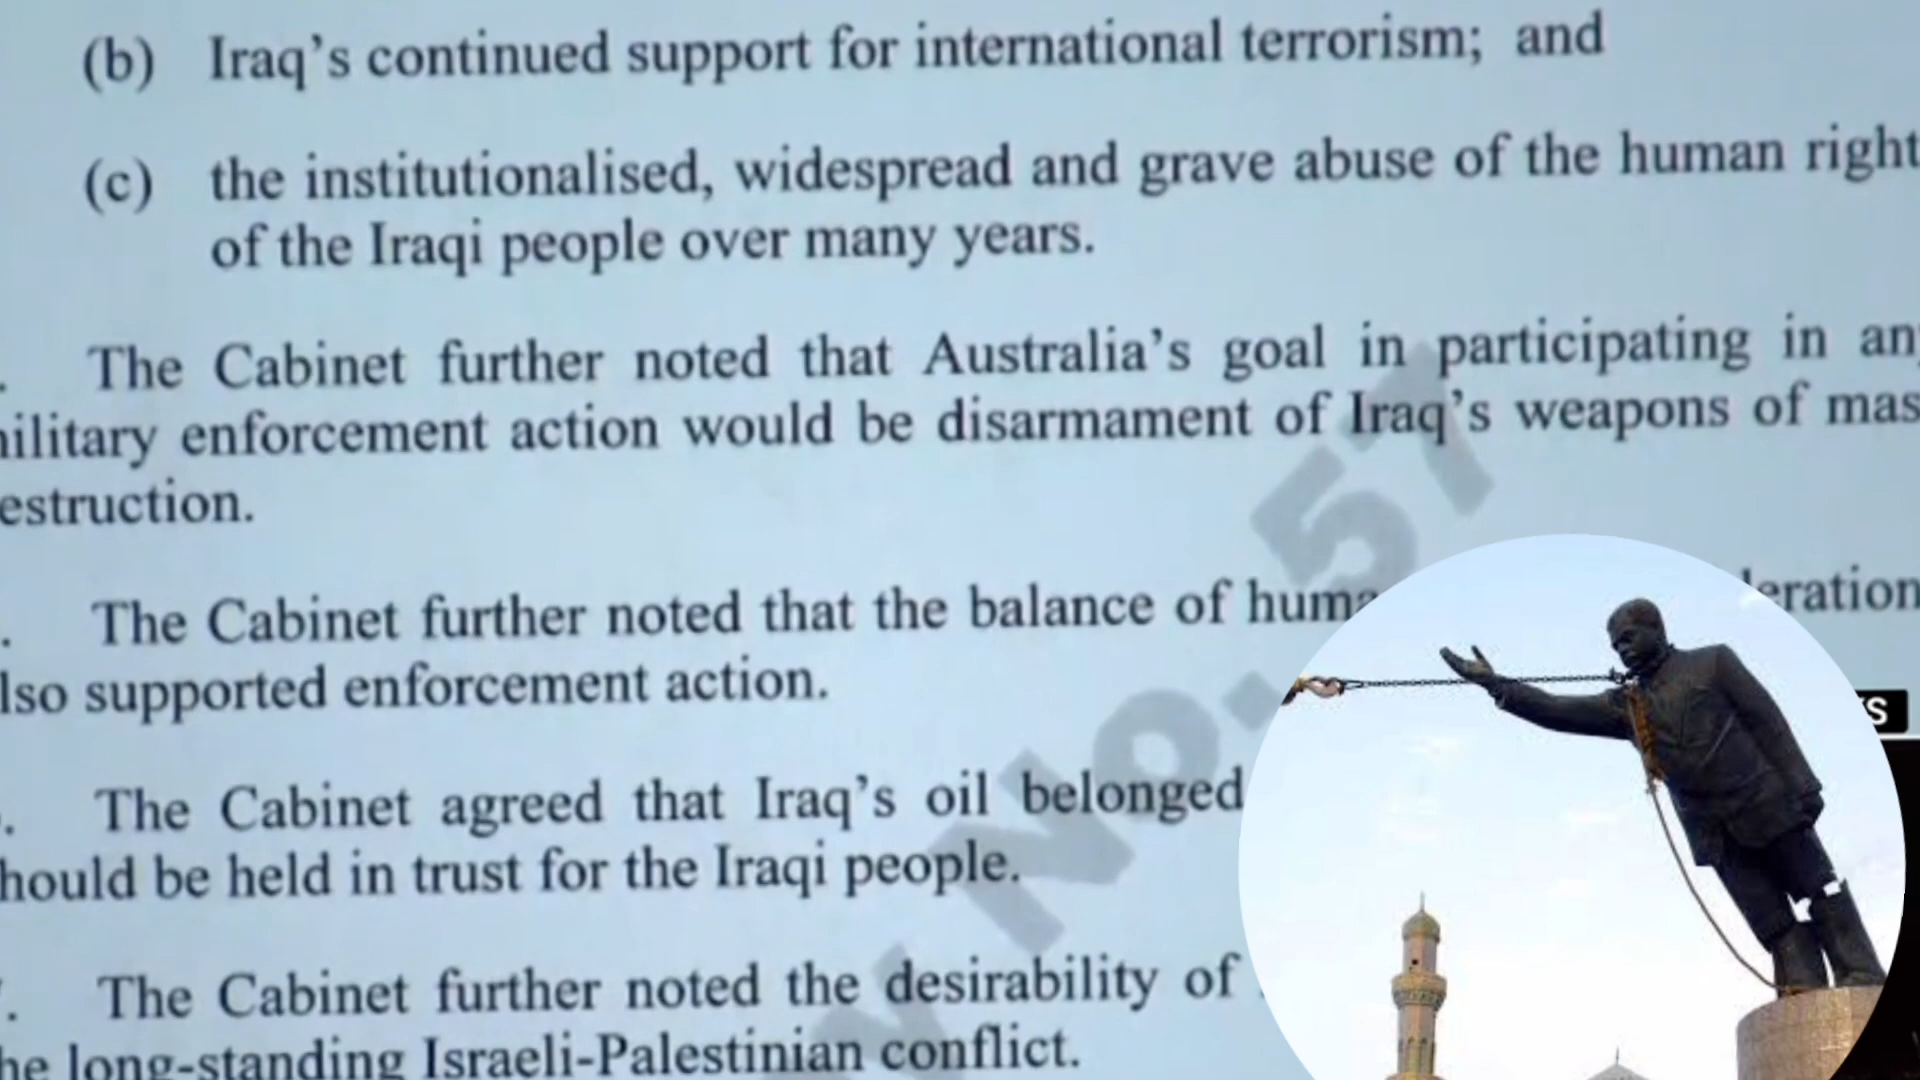 (b) Iraq’s continued support for international terrorism; and
(c) the institutionalised, widespread and grave abuse of the human right
of the Iraqi people over many years.
. The Cabinet further noted that Australia’s goal in participating in an
ilitary enforcement action would be disarmament of Iraq’s weapons of mas
estruction.
. The Cabinet further noted that the balance of huma eration
lso supported enforcement action.
. The Cabinet agreed that Iraq’s oil belonged
hould be held in trust for the Iraqi people.
. The Cabinet further noted the desirability of
he long-standing Israeli-Palestinian conflict.
No. 57
S